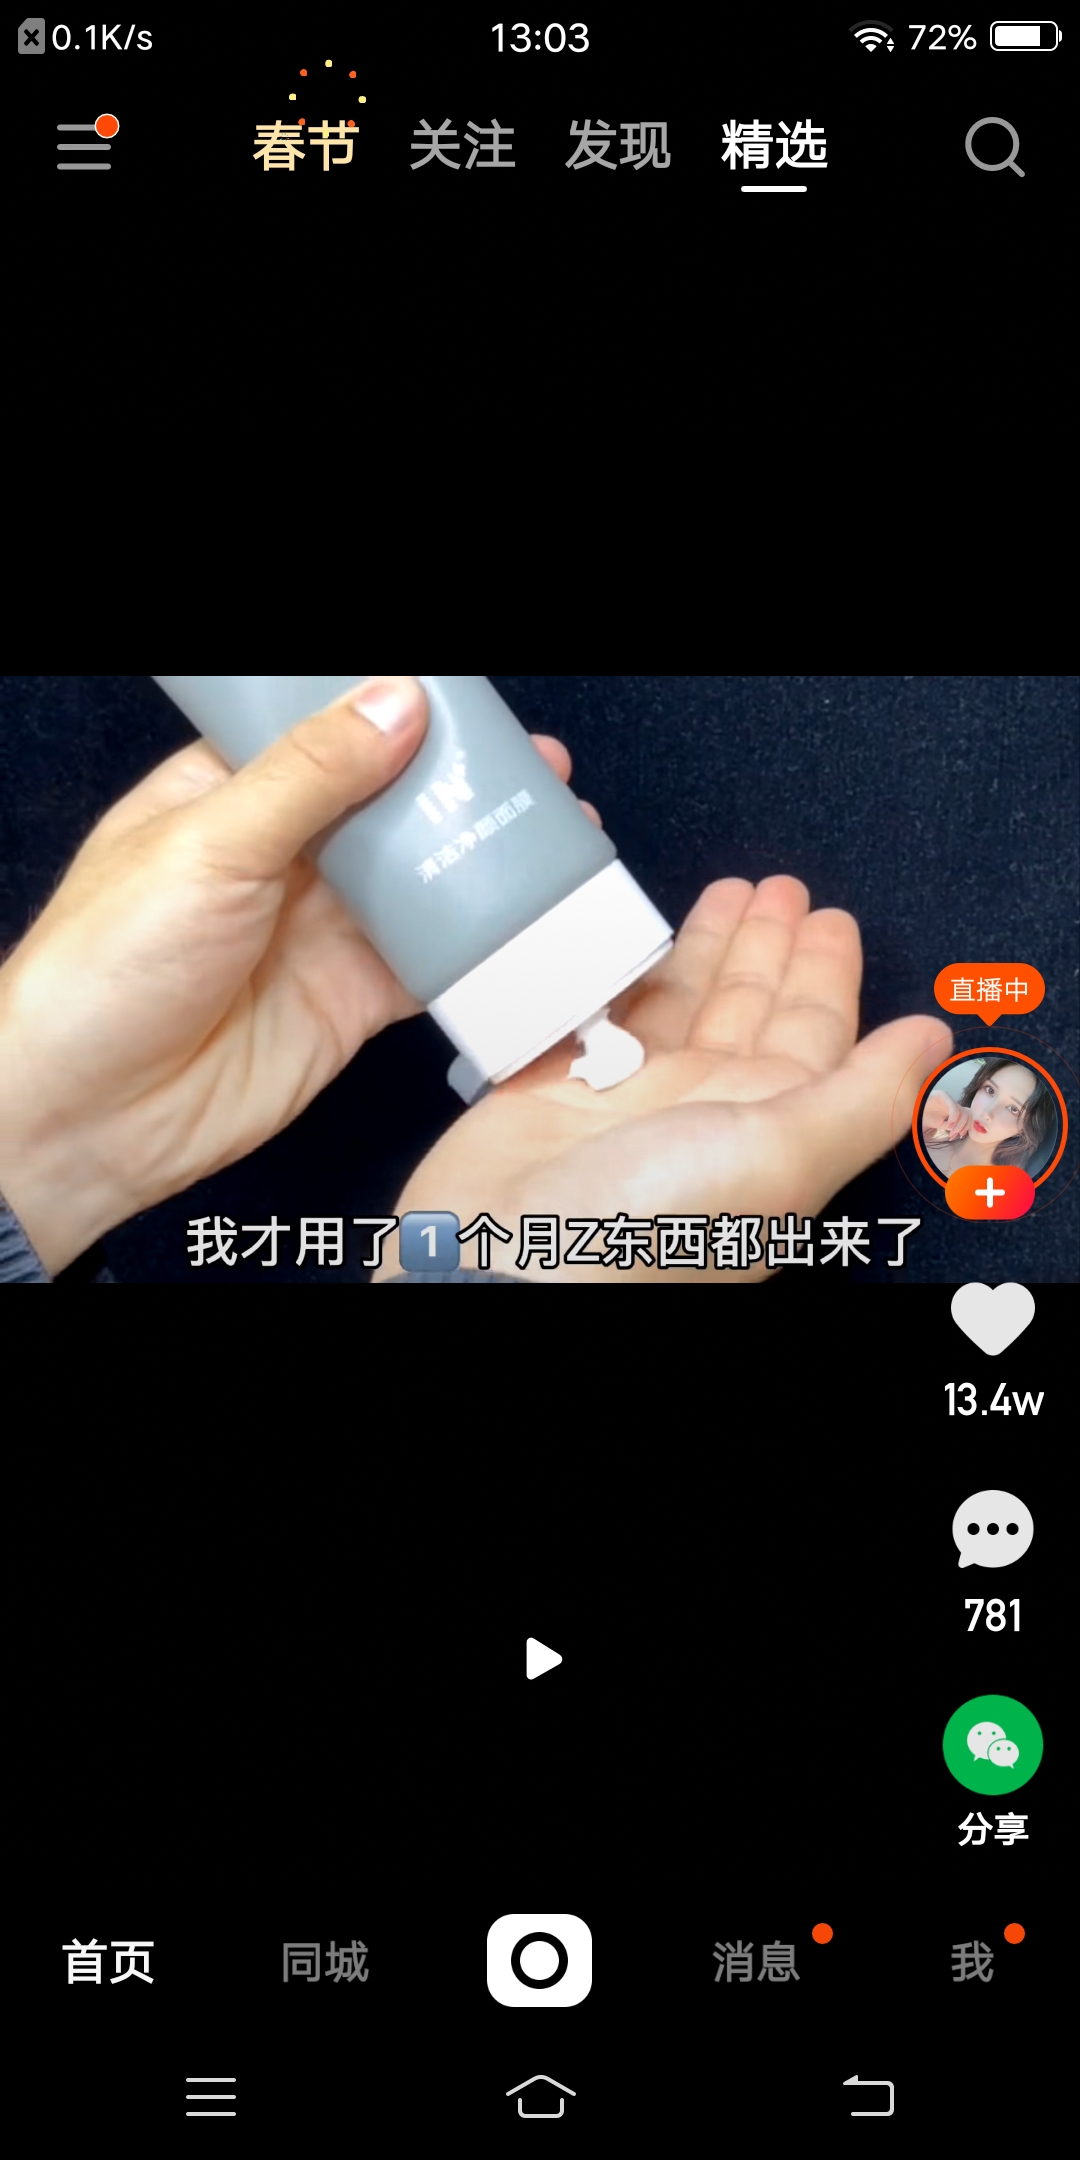 0.1K/s 13:03 72%
春节 关注 发现 精选
IN
清洁净颜面膜
直播中
我才用了1️⃣个月Z东西都出来了
13.4w
781
分享
首页 同城 消息 我